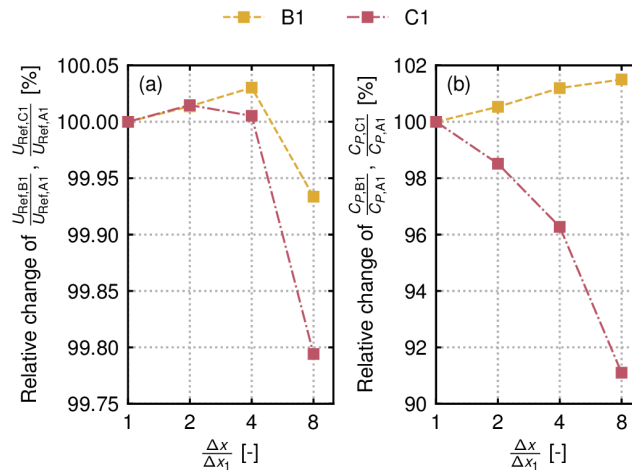 B1 C1
100.05
100.00
99.95
99.90
99.85
99.80
99.75
Relative change of U_Ref,B1/U_Ref,A1 , U_Ref,C1/U_Ref,A1 [%]
(a)
1 2 4 8
Δx/Δx₁ [-]
102
100
98
96
94
92
90
Relative change of C_P,B1/C_P,A1 , C_P,C1/C_P,A1 [%]
(b)
1 2 4 8
Δx/Δx₁ [-]